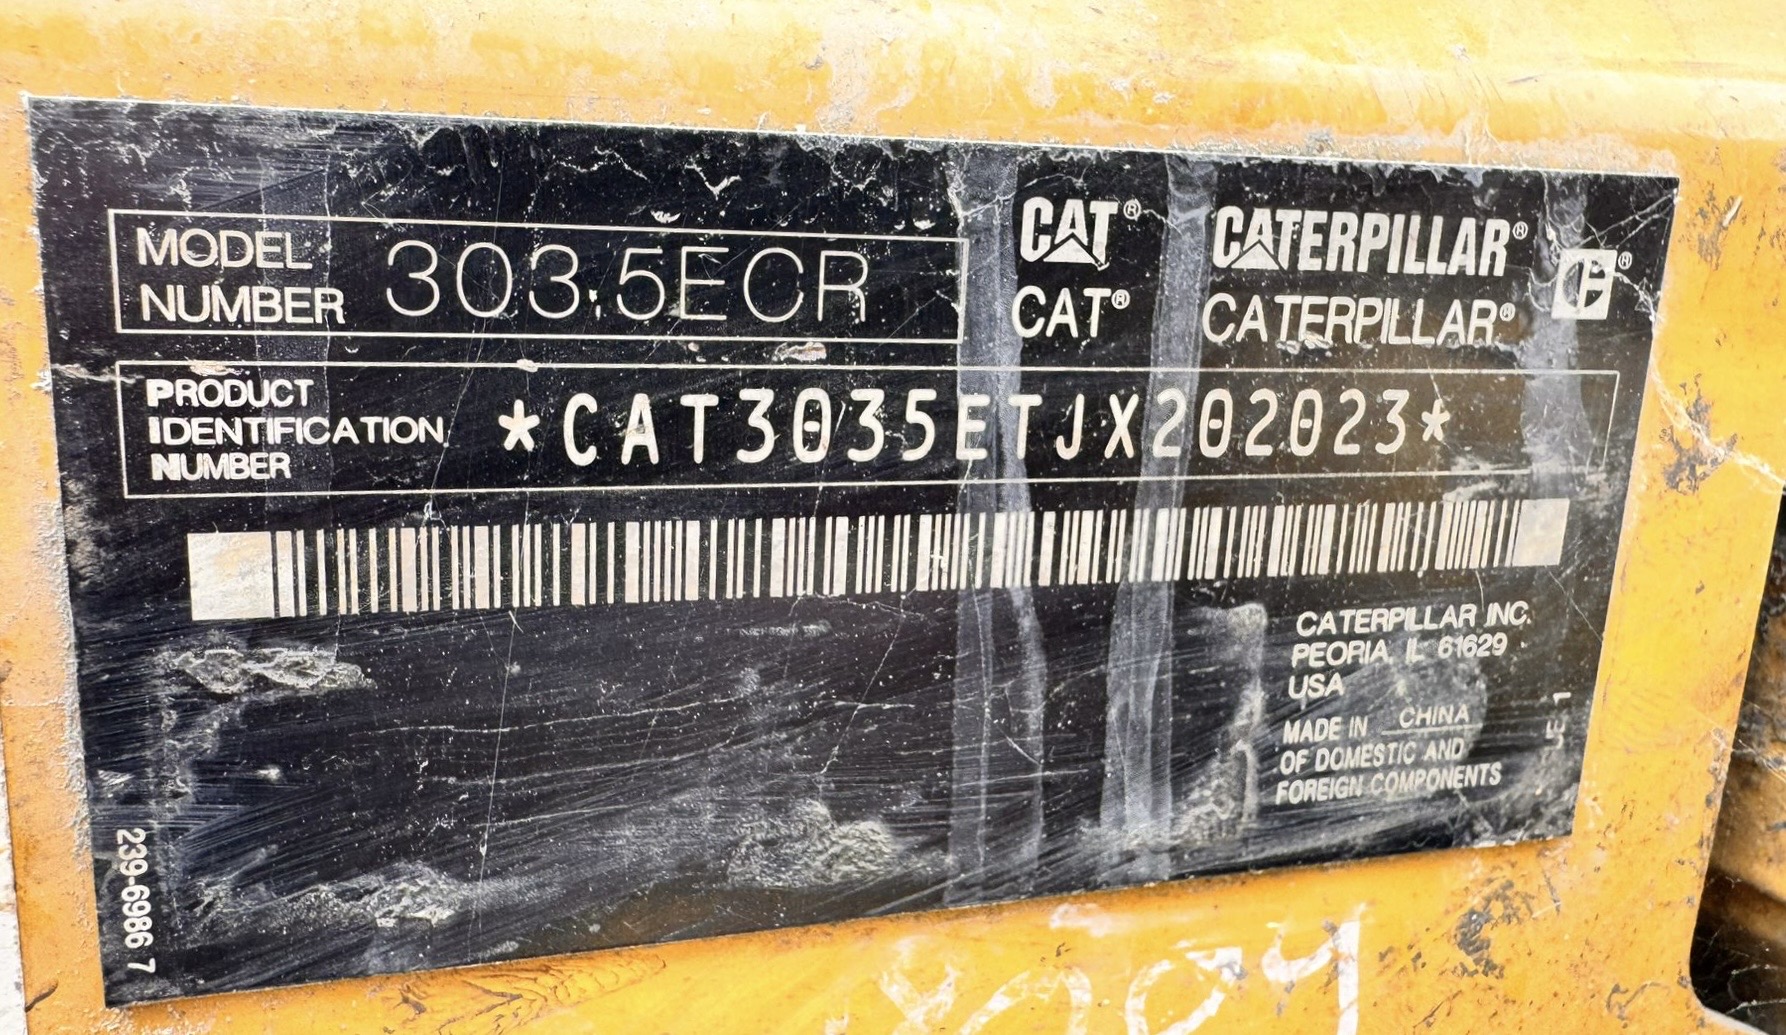 MODEL
NUMBER 303.5ECR
CAT® CATERPILLAR®
CAT® CATERPILLAR®
PRODUCT
IDENTIFICATION
NUMBER
*CAT3035ETJX202023*
CATERPILLAR INC.
PEORIA, IL 61629
USA
MADE IN CHINA
OF DOMESTIC AND
FOREIGN COMPONENTS
239-6986 7